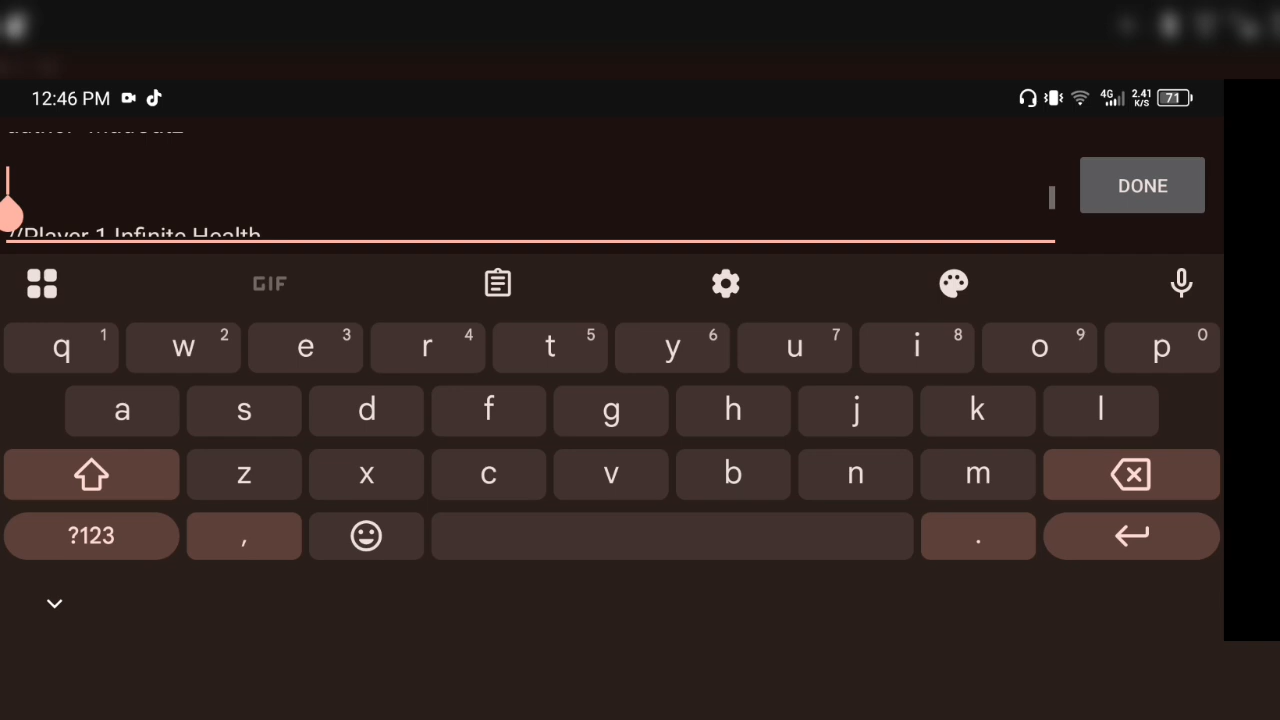 12:46 PM
4G 2.41 K/S 71
DONE
//Player 1 Infinite Health
GIF
q 1 w 2 e 3 r 4 t 5 y 6 u 7 i 8 o 9 p 0
a s d f g h j k l
z x c v b n m
?123 , .